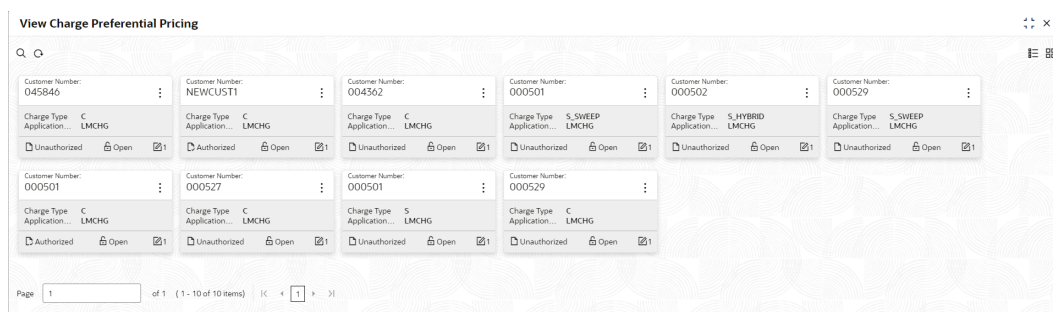 View Charge Preferential Pricing
Customer Number:
045846
Charge Type C
Application... LMCHG
Unauthorized Open 1
Customer Number:
NEWCUST1
Charge Type C
Application... LMCHG
Authorized Open 1
Customer Number:
004362
Charge Type C
Application... LMCHG
Unauthorized Open 1
Customer Number:
000501
Charge Type S_SWEEP
Application... LMCHG
Unauthorized Open 1
Customer Number:
000502
Charge Type S_HYBRID
Application... LMCHG
Unauthorized Open 1
Customer Number:
000529
Charge Type S_SWEEP
Application... LMCHG
Unauthorized Open 1
Customer Number:
000501
Charge Type C
Application... LMCHG
Authorized Open 1
Customer Number:
000527
Charge Type C
Application... LMCHG
Unauthorized Open 1
Customer Number:
000501
Charge Type S
Application... LMCHG
Unauthorized Open 1
Customer Number:
000529
Charge Type C
Application... LMCHG
Unauthorized Open 1
Page 1 of 1 (1 - 10 of 10 items) 1